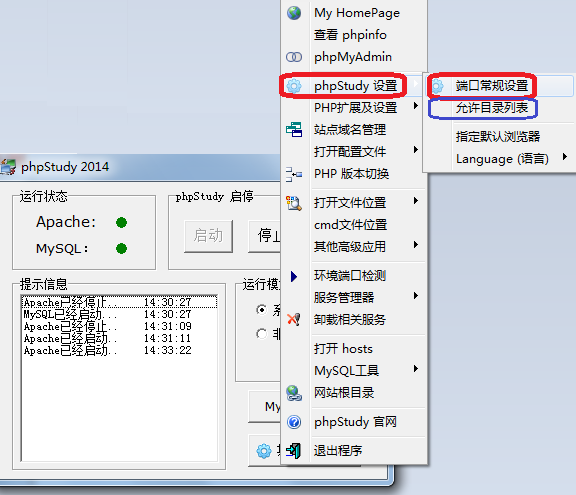 My HomePage
查看 phpinfo
phpMyAdmin
phpStudy 设置
PHP扩展及设置
站点域名管理
打开配置文件
PHP 版本切换
打开文件位置
cmd文件位置
其他高级应用
环境端口检测
服务管理器
卸载相关服务
打开 hosts
MySQL工具
网站根目录
phpStudy 官网
退出程序
端口常规设置
允许目录列表
指定默认浏览器
Language (语言)
phpStudy 2014
运行状态
Apache:
MySQL:
phpStudy 启停
启动
停止
提示信息
Apache已经停止.. 14:30:27
MySQL已经启动.. 14:30:27
Apache已经停止.. 14:31:09
Apache已经启动.. 14:31:11
Apache已经启动.. 14:33:22
运行模
系
非
My